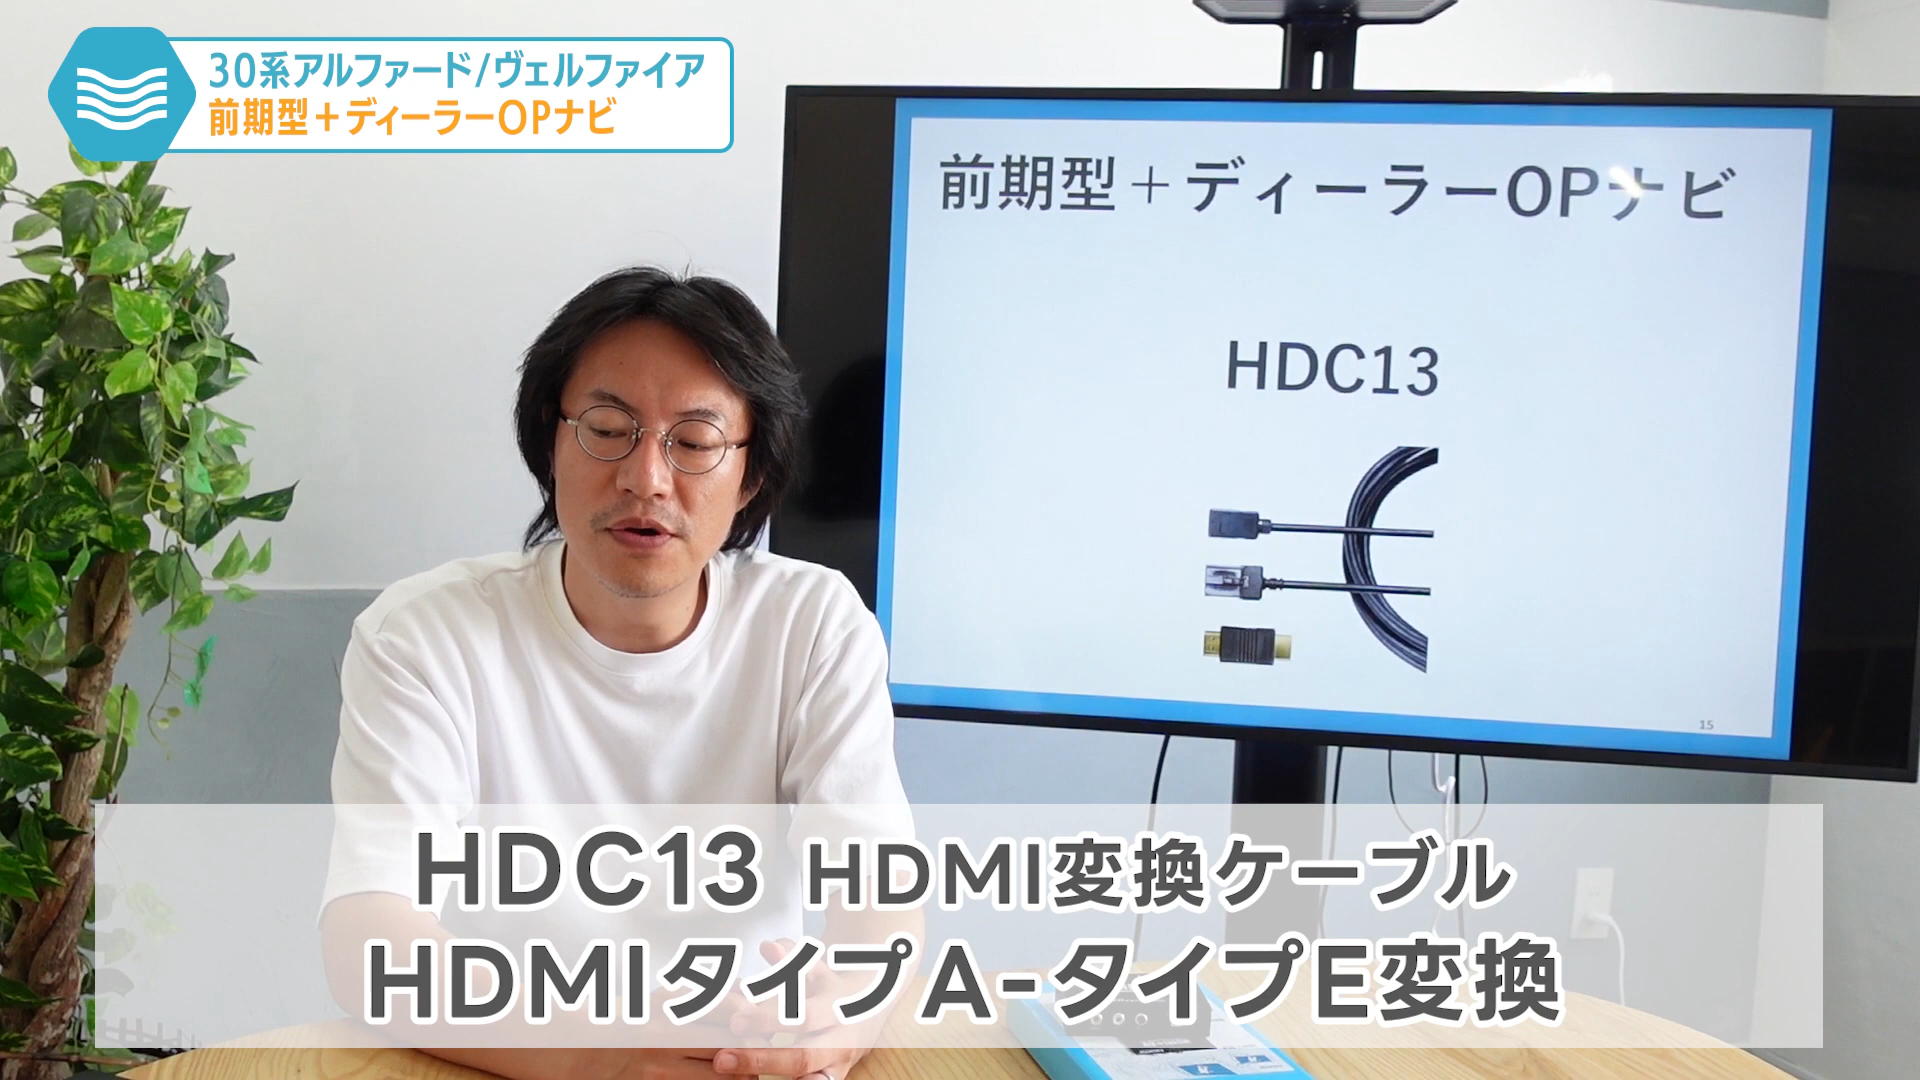 30系アルファード/ヴェルファイア
前期型＋ディーラーOPナビ
前期型＋ディーラーOPナビ
HDC13
15
HDC13 HDMI変換ケーブル
HDMIタイプA-タイプE変換